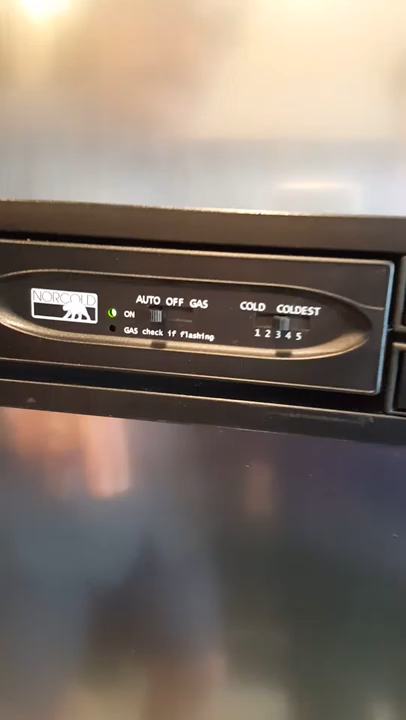 NORCOLD
AUTO OFF GAS
ON
GAS check if flashing
COLD COLDEST
1 2 3 4 5